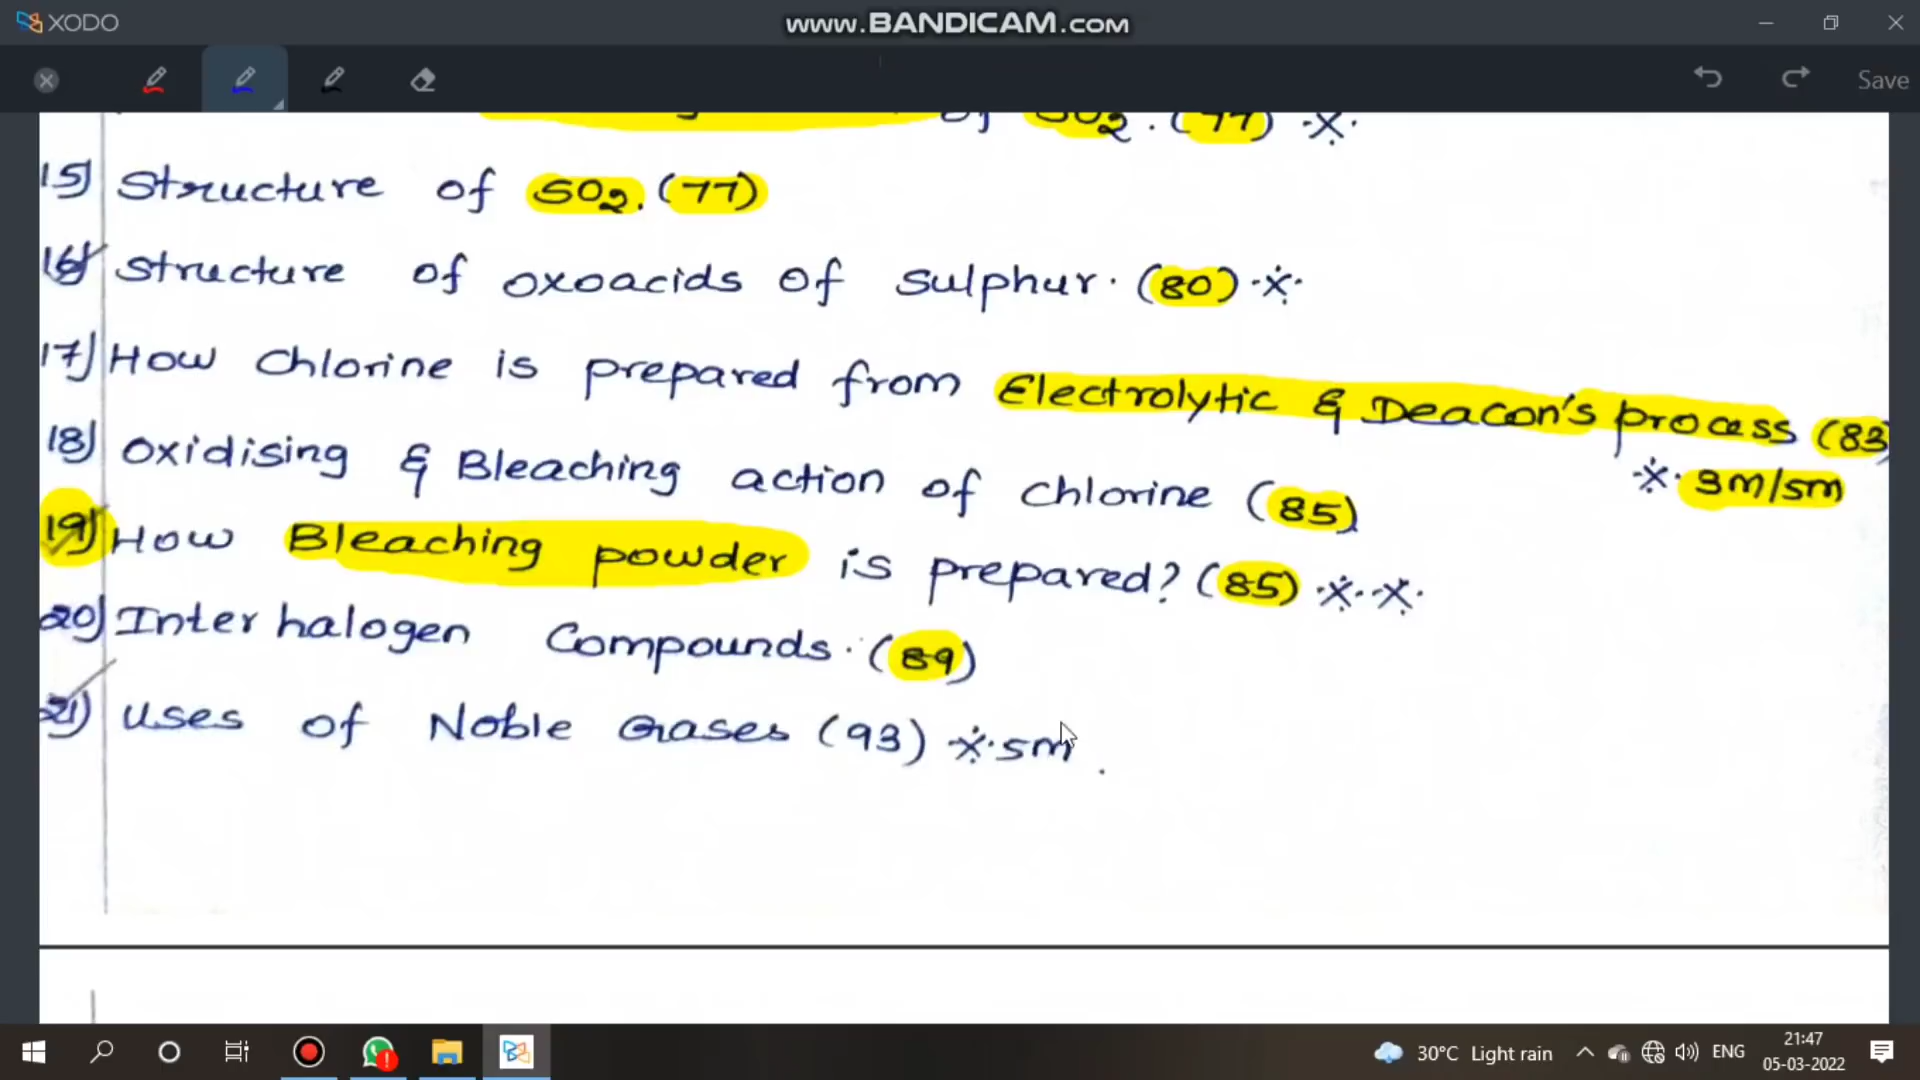 XODO
www.BANDICAM.com
Save
of SO2. (77) ※
15) Structure of SO2. (77)
16) Structure of oxoacids of sulphur. (80) ※
17) How Chlorine is prepared from Electrolytic & Deacon's process (83)
※ 3m/5m
18) Oxidising & Bleaching action of chlorine (85)
19) How Bleaching powder is prepared? (85) ※ ※
20) Inter halogen Compounds. (89)
21) Uses of Noble Gases (93) ※ 5m.
30°C Light rain
ENG
21:47
05-03-2022